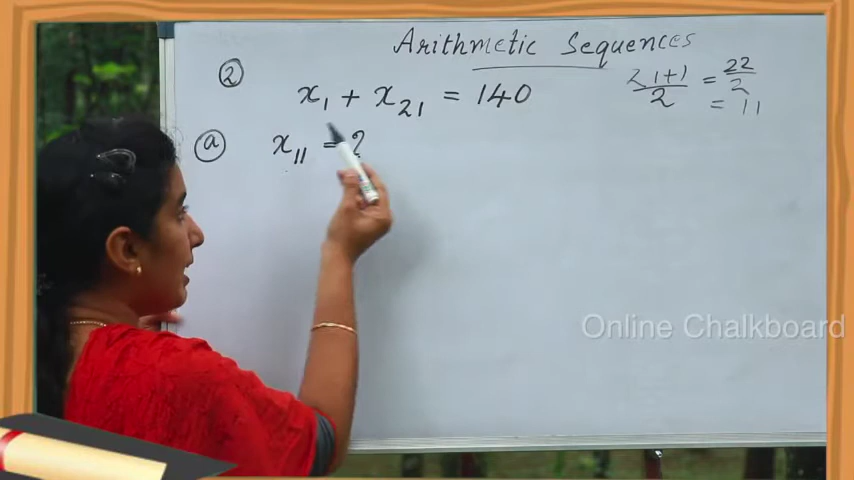 Arithmetic Sequences
② x₁ + x₂₁ = 140
21+1/2 = 22/2
= 11
ⓐ x₁₁ = ?
Online Chalkboard